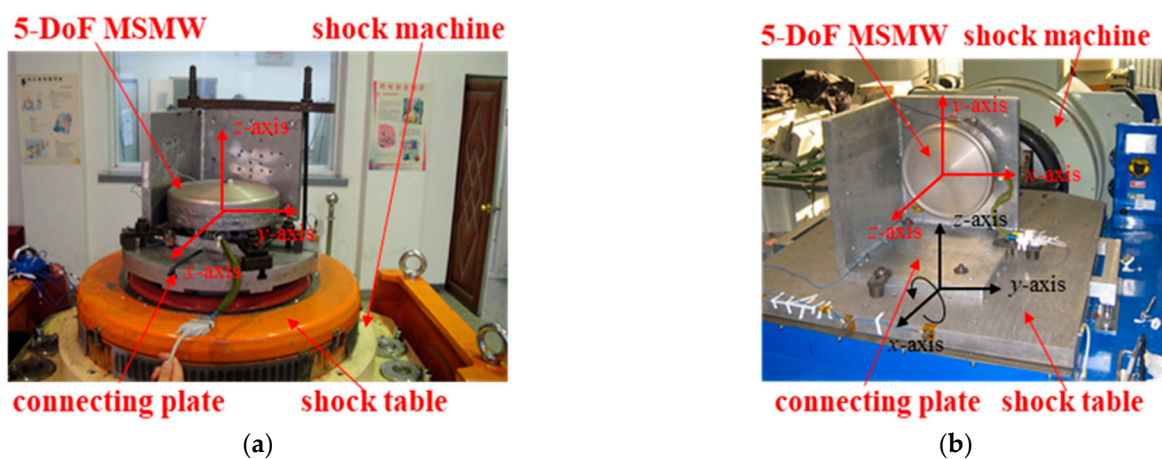 5-DoF MSMW
shock machine
z-axis
y-axis
x-axis
connecting plate
shock table
(a)
5-DoF MSMW
shock machine
y-axis
x-axis
z-axis
z-axis
y-axis
x-axis
connecting plate
shock table
(b)